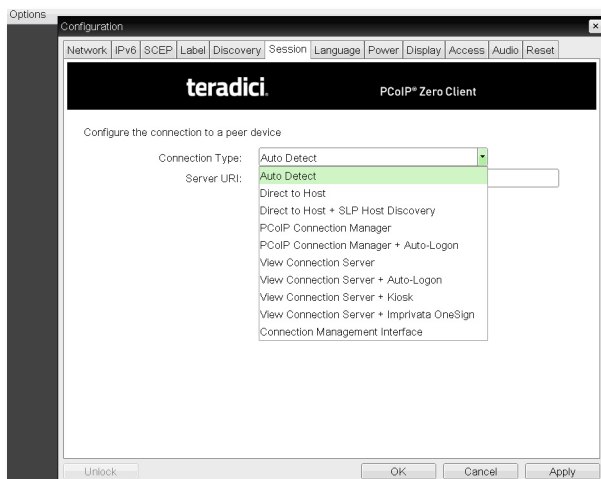 Options
Configuration
Network IPv6 SCEP Label Discovery Session Language Power Display Access Audio Reset
teradici. PCoIP® Zero Client
Configure the connection to a peer device
Connection Type: Auto Detect
Server URI:
Auto Detect
Direct to Host
Direct to Host + SLP Host Discovery
PCoIP Connection Manager
PCoIP Connection Manager + Auto-Logon
View Connection Server
View Connection Server + Auto-Logon
View Connection Server + Kiosk
View Connection Server + Imprivata OneSign
Connection Management Interface
Unlock OK Cancel Apply